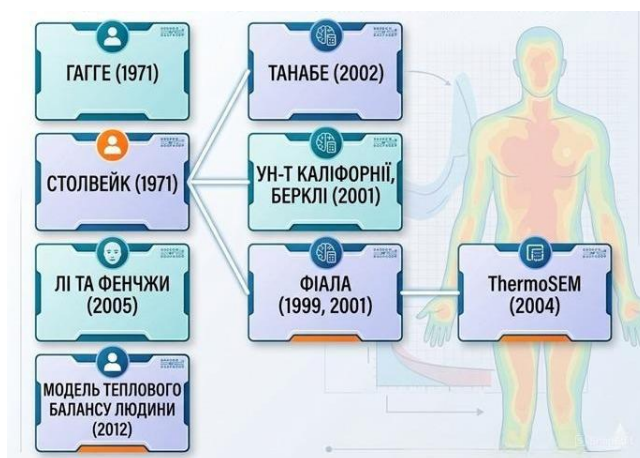 ГАГГЕ (1971)
СТОЛВЕЙК (1971)
ЛІ ТА ФЕНЧЖИ
(2005)
МОДЕЛЬ ТЕПЛОВОГО
БАЛАНСУ ЛЮДИНИ
(2012)
ТАНАБЕ (2002)
УН-Т КАЛІФОРНІЇ,
БЕРКЛІ (2001)
ФІАЛА
(1999, 2001)
ThermoSEM
(2004)